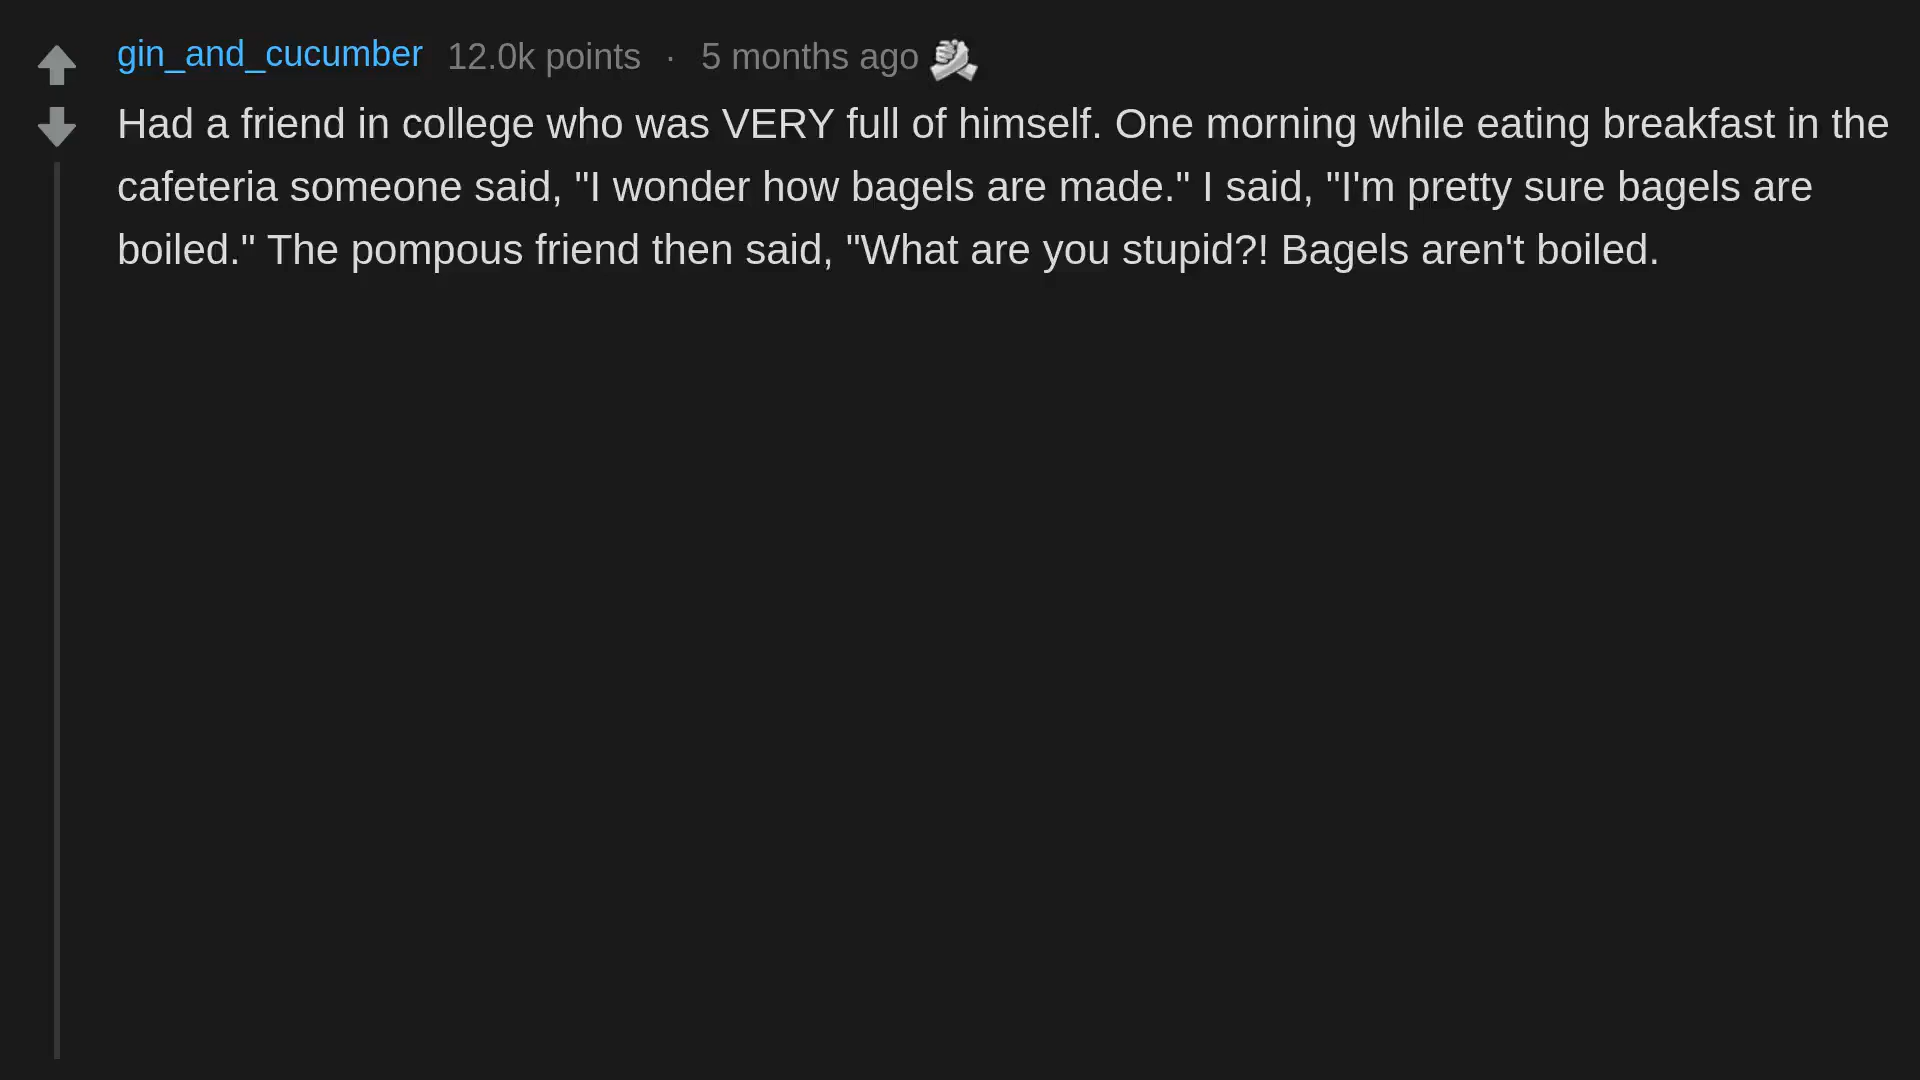 gin_and_cucumber 12.0k points · 5 months ago
Had a friend in college who was VERY full of himself. One morning while eating breakfast in the
cafeteria someone said, "I wonder how bagels are made." I said, "I'm pretty sure bagels are
boiled." The pompous friend then said, "What are you stupid?! Bagels aren't boiled.